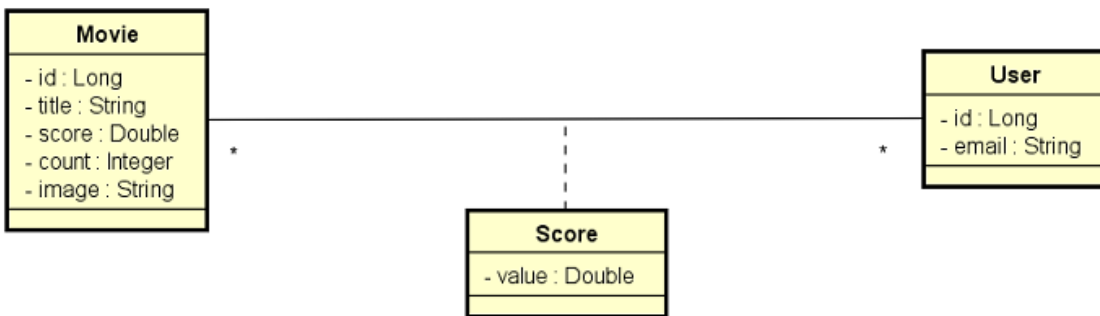 Movie
- id : Long
- title : String
- score : Double
- count : Integer
- image : String
*
*
User
- id : Long
- email : String
Score
- value : Double